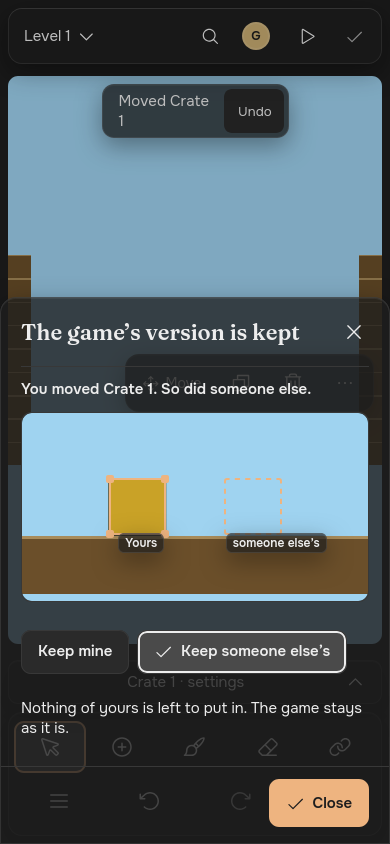 Level 1
G
Moved Crate
1
Undo
The game's version is kept
Move
You moved Crate 1. So did someone else.
Yours
someone else's
Keep mine
Keep someone else's
Crate 1 · settings
Nothing of yours is left to put in. The game stays
as it is.
Close